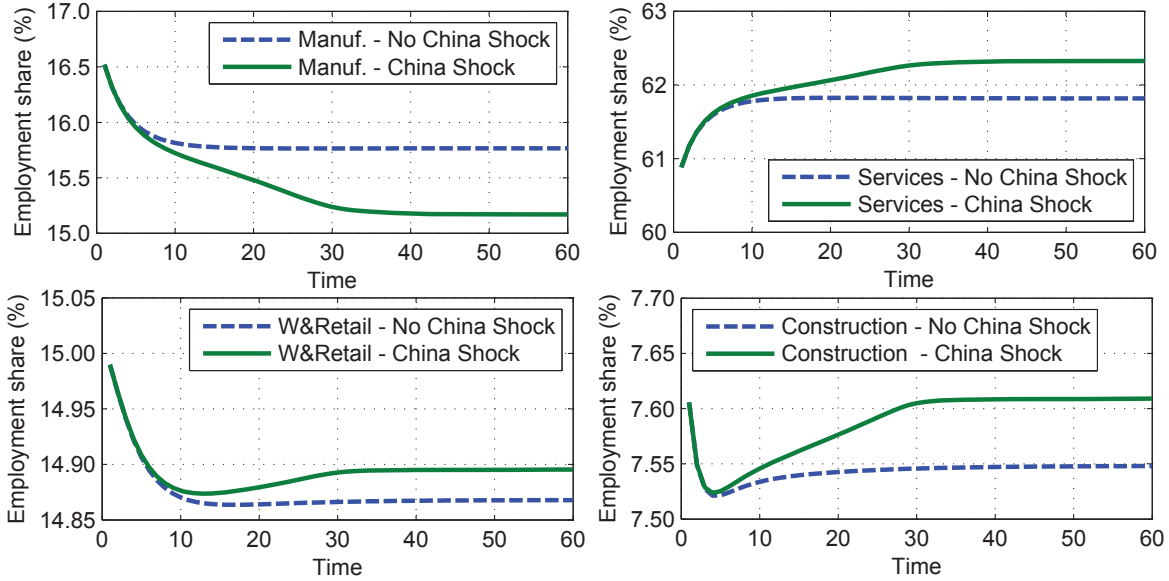 Employment share (%)
17.0
16.5
16.0
15.5
15.0
0 10 20 30 40 50 60
Time
Manuf. - No China Shock
Manuf. - China Shock
Employment share (%)
63
62
61
60
0 10 20 30 40 50 60
Time
Services - No China Shock
Services - China Shock
Employment share (%)
15.05
15.00
14.95
14.90
14.85
0 10 20 30 40 50 60
Time
W&Retail - No China Shock
W&Retail - China Shock
Employment share (%)
7.70
7.65
7.60
7.55
7.50
0 10 20 30 40 50 60
Time
Construction - No China Shock
Construction - China Shock